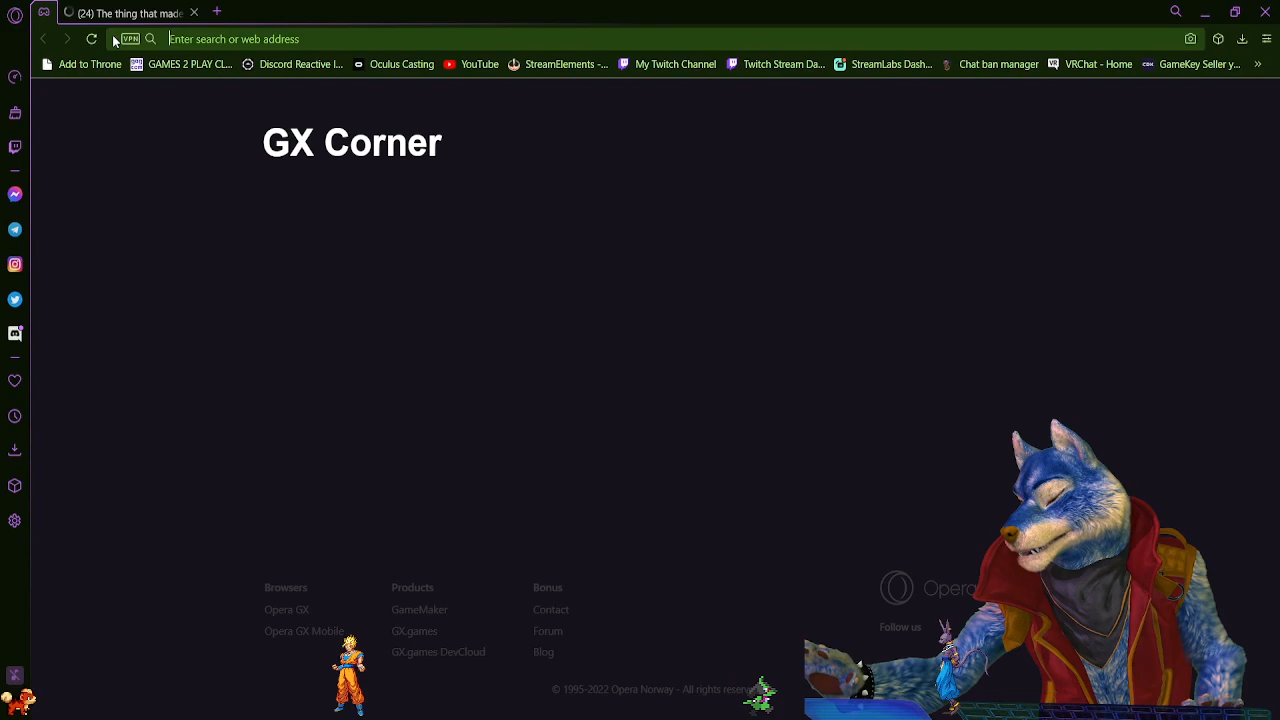 (24) The thing that made
VPN
Enter search or web address
Add to Throne
GAMES 2 PLAY CL...
Discord Reactive I...
Oculus Casting
YouTube
StreamElements -...
My Twitch Channel
Twitch Stream Da...
StreamLabs Dash...
Chat ban manager
VRChat - Home
GameKey Seller y...
GX Corner
Browsers
Products
Bonus
Opera GX
GameMaker
Contact
Opera
Opera GX Mobile
GX.games
Forum
Follow us
GX.games DevCloud
Blog
© 1995-2022 Opera Norway - All rights reserve